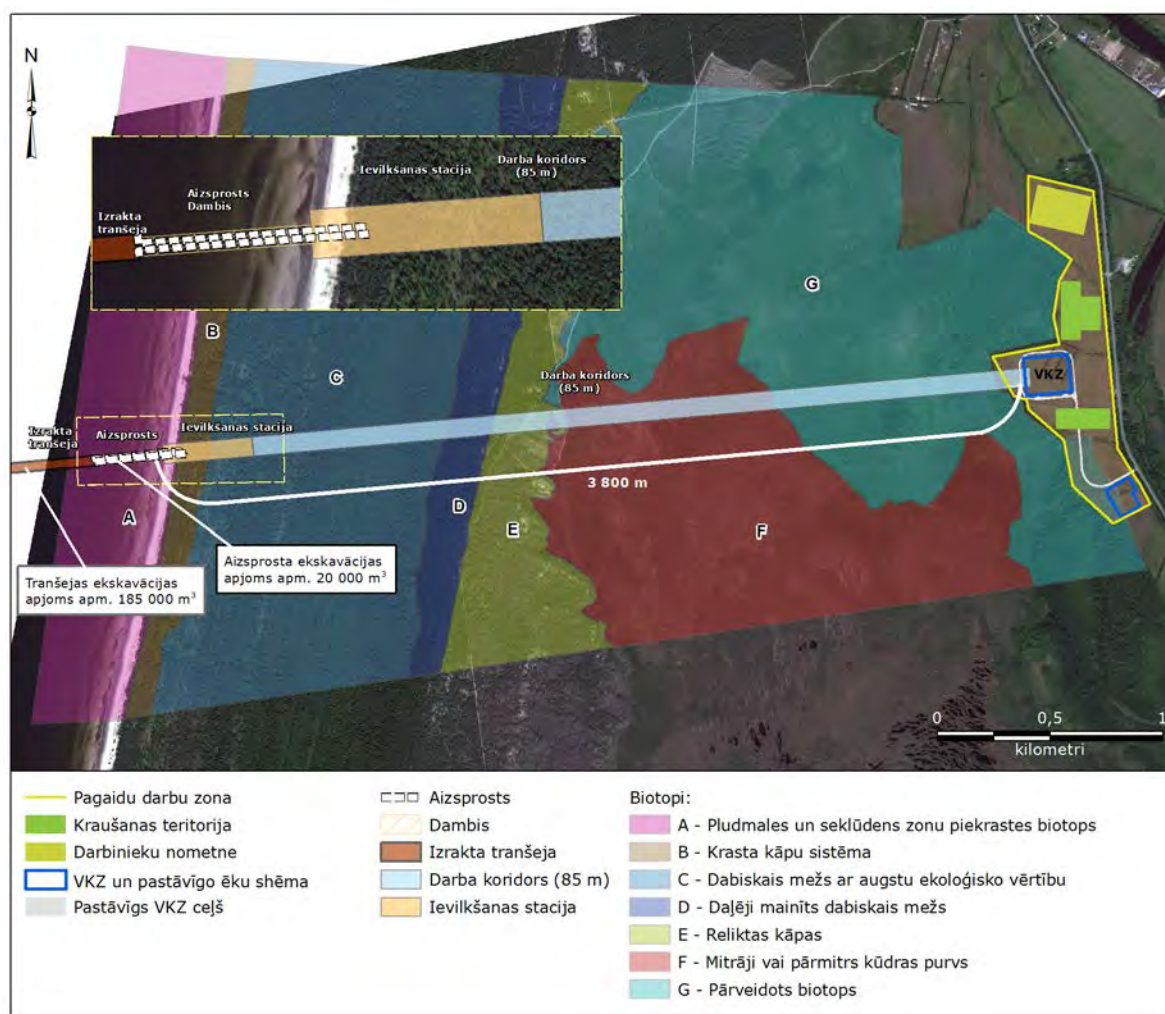 N
Ievilkšanas stacija
Darba koridors
(85 m)
Aizsprosts
Dambis
Izrakta
tranšeja
B
G
C
Darba koridors
(85 m)
VKZ
Izrakta
tranšeja
Aizsprosts
Ievilkšanas stacija
3 800 m
A
D
E
F
Aizsprosta ekskavācijas
apjoms apm. 20 000 m³
Tranšejas ekskavācijas
apjoms apm. 185 000 m³
0 0,5 1
kilometri
Pagaidu darbu zona
Kraušanas teritorija
Darbinieku nometne
VKZ un pastāvīgo ēku shēma
Pastāvīgs VKZ ceļš
Aizsprosts
Dambis
Izrakta tranšeja
Darba koridors (85 m)
Ievilkšanas stacija
Biotopi:
A - Pludmales un seklūdens zonu piekrastes biotops
B - Krasta kāpu sistēma
C - Dabiskais mežs ar augstu ekoloģisko vērtību
D - Daļēji mainīts dabiskais mežs
E - Reliktas kāpas
F - Mitrāji vai pārmitrs kūdras purvs
G - Pārveidots biotops